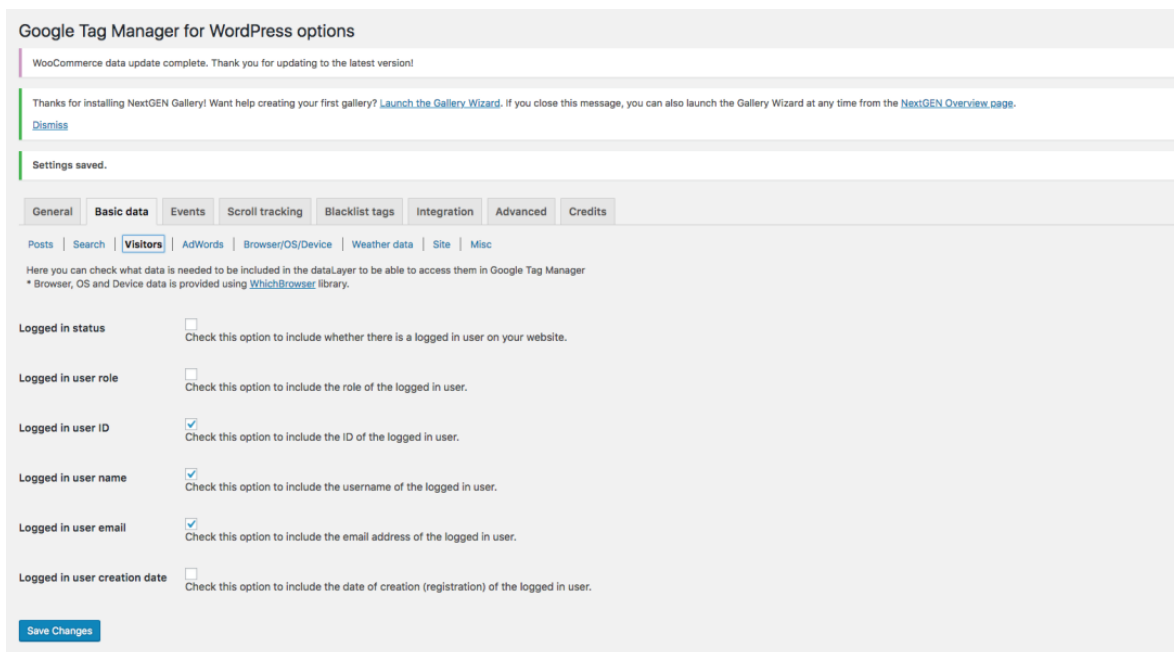 Google Tag Manager for WordPress options
WooCommerce data update complete. Thank you for updating to the latest version!
Thanks for installing NextGEN Gallery! Want help creating your first gallery? Launch the Gallery Wizard. If you close this message, you can also launch the Gallery Wizard at any time from the NextGEN Overview page.
Dismiss
Settings saved.
General Basic data Events Scroll tracking Blacklist tags Integration Advanced Credits
Posts | Search | Visitors | AdWords | Browser/OS/Device | Weather data | Site | Misc
Here you can check what data is needed to be included in the dataLayer to be able to access them in Google Tag Manager
* Browser, OS and Device data is provided using WhichBrowser library.
Logged in status
Check this option to include whether there is a logged in user on your website.
Logged in user role
Check this option to include the role of the logged in user.
Logged in user ID
Check this option to include the ID of the logged in user.
Logged in user name
Check this option to include the username of the logged in user.
Logged in user email
Check this option to include the email address of the logged in user.
Logged in user creation date
Check this option to include the date of creation (registration) of the logged in user.
Save Changes